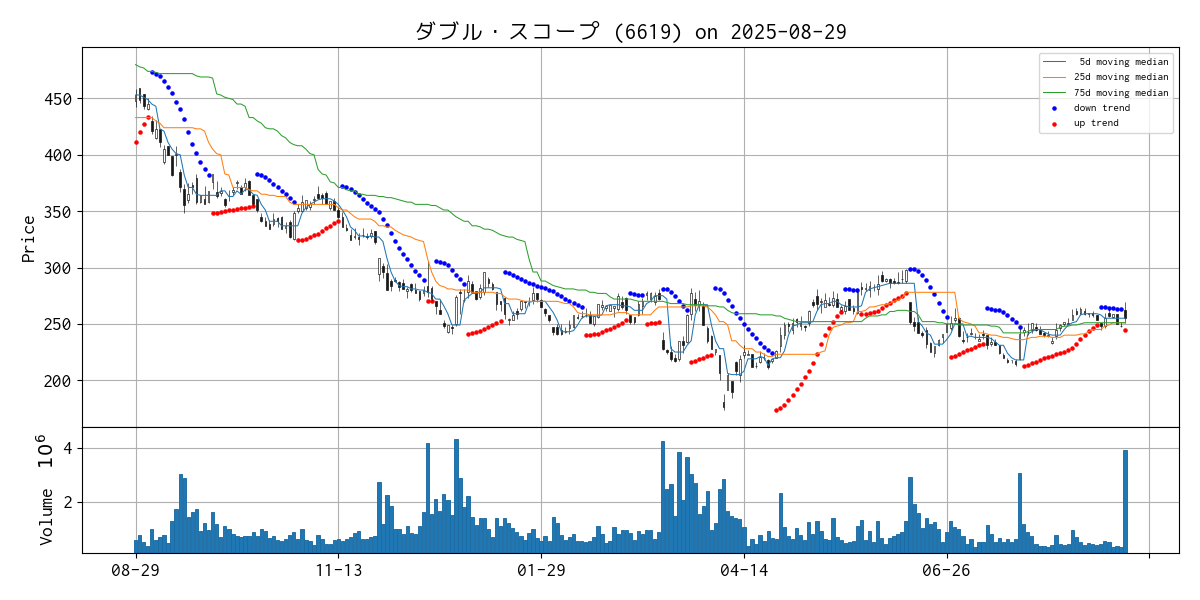 ダブル・スコープ (6619) on 2025-08-29
5d moving median
25d moving median
75d moving median
down trend
up trend
Price
450
400
350
300
250
200
Volume 10^6
4
2
08-29 11-13 01-29 04-14 06-26